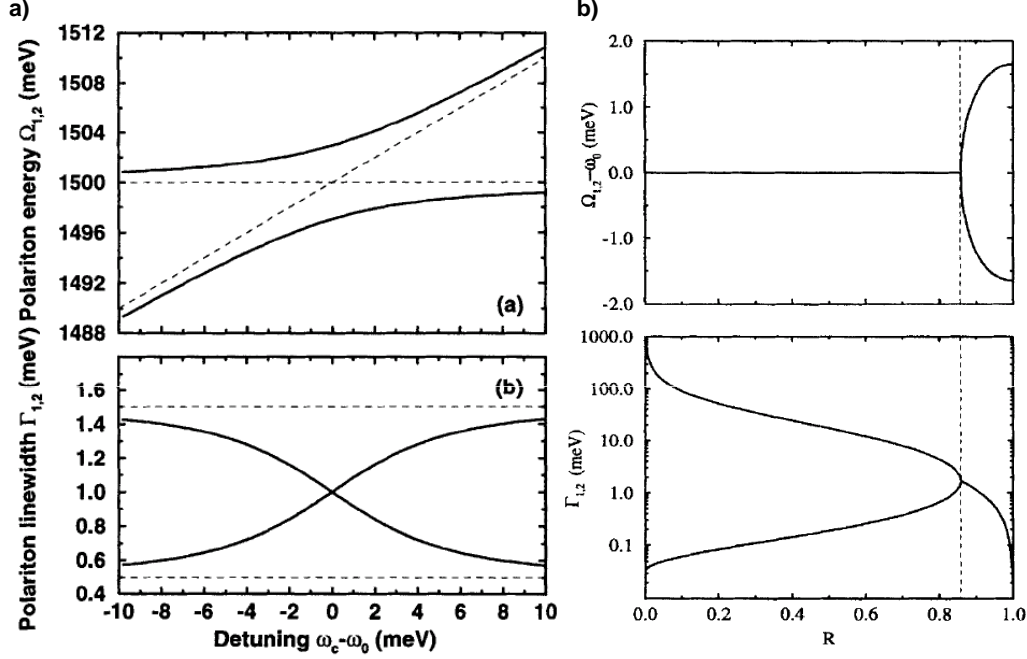 a)
Polariton energy Ω1,2 (meV)
1512
1508
1504
1500
1496
1492
1488
(a)
Polariton linewidth Γ1,2 (meV)
1.6
1.4
1.2
1.0
0.8
0.6
0.4
(b)
-10 -8 -6 -4 -2 0 2 4 6 8 10
Detuning ωc-ω0 (meV)
b)
Ω1,2-ω0 (meV)
2.0
1.0
0.0
-1.0
-2.0
Γ1,2 (meV)
1000.0
100.0
10.0
1.0
0.1
0.0 0.2 0.4 0.6 0.8 1.0
R